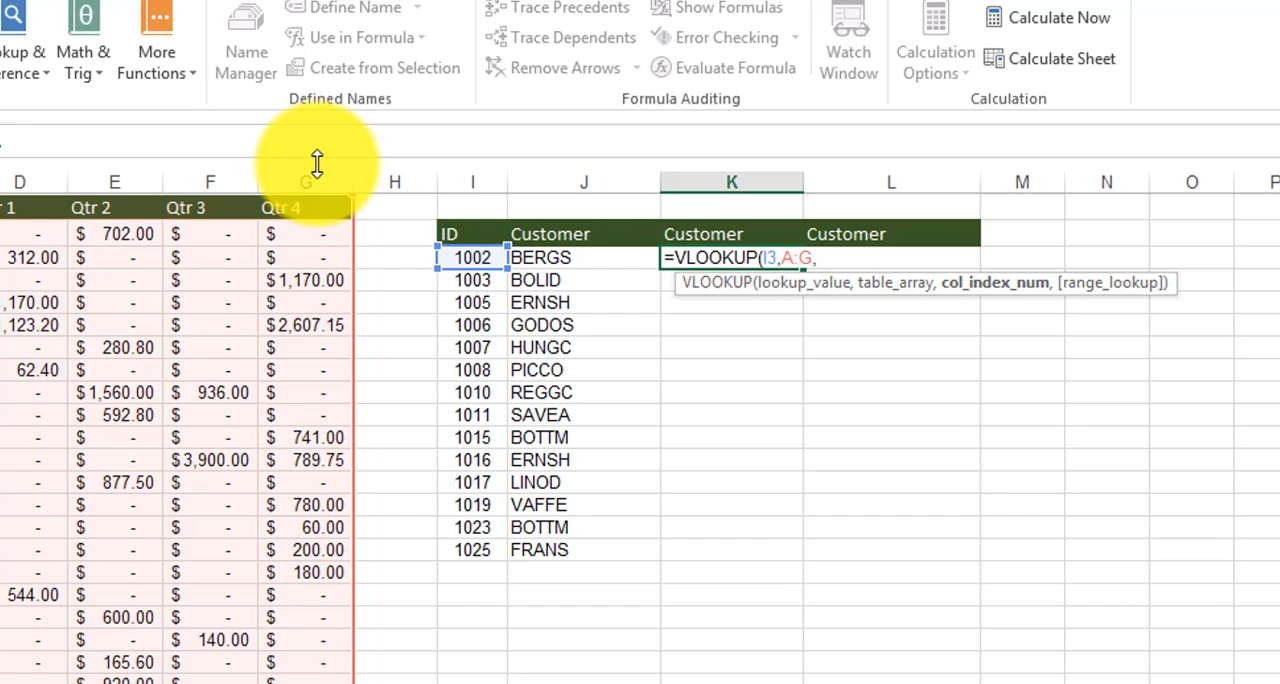 Define Name
Trace Precedents
Show Formulas
Calculate Now
Use in Formula
Trace Dependents
Error Checking
Calculate Sheet
Create from Selection
Remove Arrows
Evaluate Formula
Math &
Trig
More
Functions
Name
Manager
Watch
Window
Calculation
Options
Defined Names
Formula Auditing
Calculation
D E F G H I J K L M N O P
Qtr 2 Qtr 3 Qtr 4
$ 702.00 $ - $ - ID Customer Customer Customer
312.00 $ - $ - $ - 1002 BERGS =VLOOKUP(I3,A:G,
- $ - $ - $ 1,170.00 1003 BOLID VLOOKUP(lookup_value, table_array, col_index_num, [range_lookup])
,170.00 $ - $ - $ - 1005 ERNSH
,123.20 $ - $ - $ 2,607.15 1006 GODOS
- $ 280.80 $ - $ - 1007 HUNGC
62.40 $ - $ - $ - 1008 PICCO
- $ 1,560.00 $ 936.00 $ - 1010 REGGC
- $ 592.80 $ - $ - 1011 SAVEA
- $ - $ - $ 741.00 1015 BOTTM
- $ - $ 3,900.00 $ 789.75 1016 ERNSH
- $ 877.50 $ - $ - 1017 LINOD
- $ - $ - $ 780.00 1019 VAFFE
- $ - $ - $ 60.00 1023 BOTTM
- $ - $ - $ 200.00 1025 FRANS
- $ - $ - $ 180.00
544.00 $ - $ - $ -
- $ 600.00 $ - $ -
- $ - $ 140.00 $ -
- $ 165.60 $ - $ -